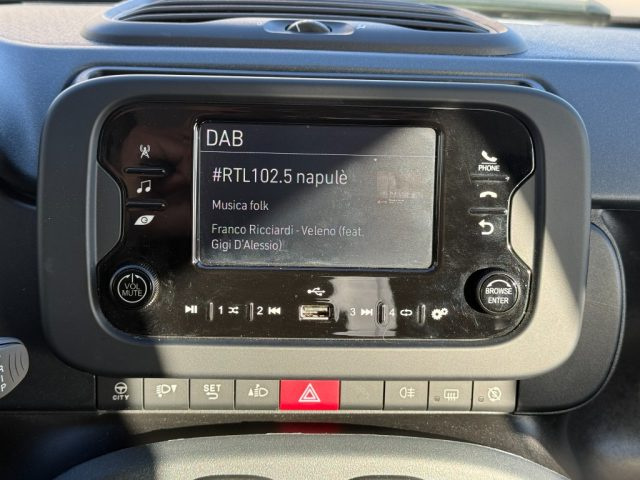 DAB
#RTL102.5 napulè
Musica folk
Franco Ricciardi - Veleno (feat.
Gigi D'Alessio)
PHONE
VOL
MUTE
BROWSE
ENTER
1 2 3 4
CITY
SET